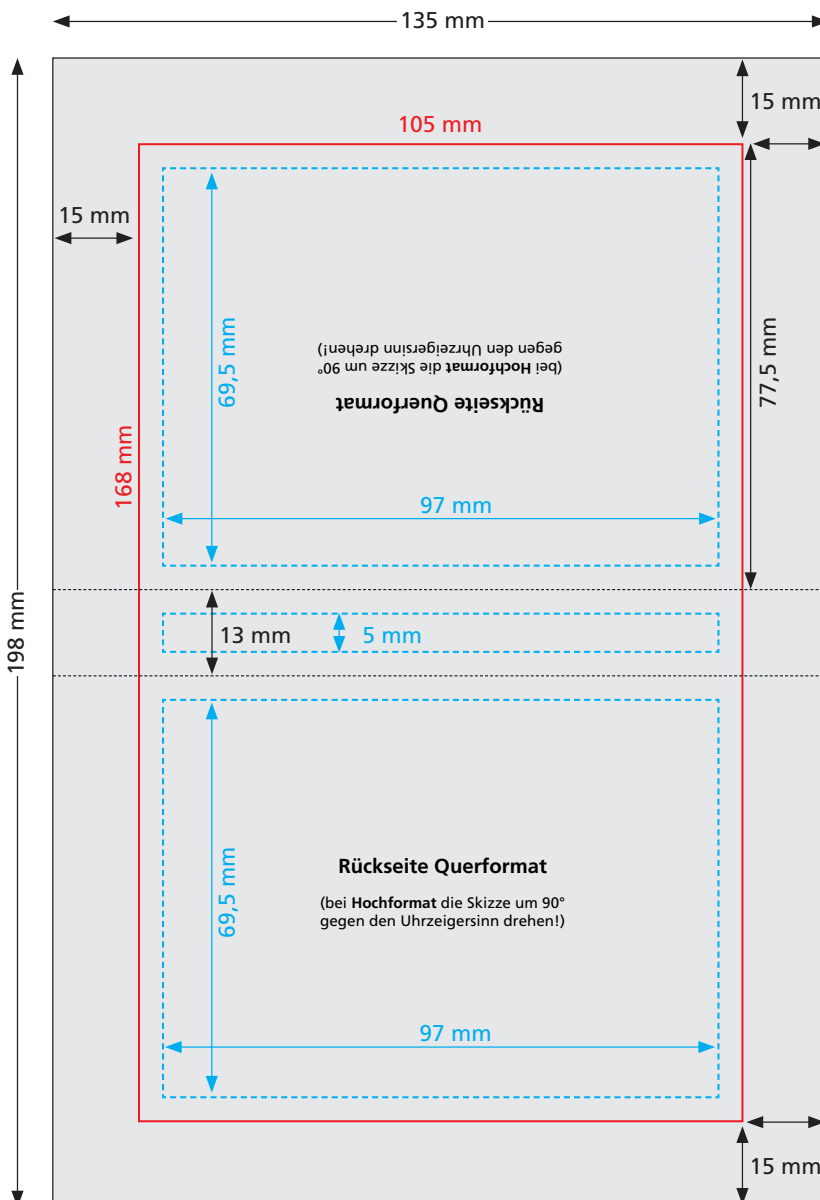 135 mm
15 mm
105 mm
15 mm
69,5 mm
77,5 mm
Rückseite Querformat
(bei Hochformat die Skizze um 90°
gegen den Uhrzeigersinn drehen!)
168 mm
97 mm
198 mm
13 mm
5 mm
69,5 mm
Rückseite Querformat
(bei Hochformat die Skizze um 90°
gegen den Uhrzeigersinn drehen!)
97 mm
15 mm